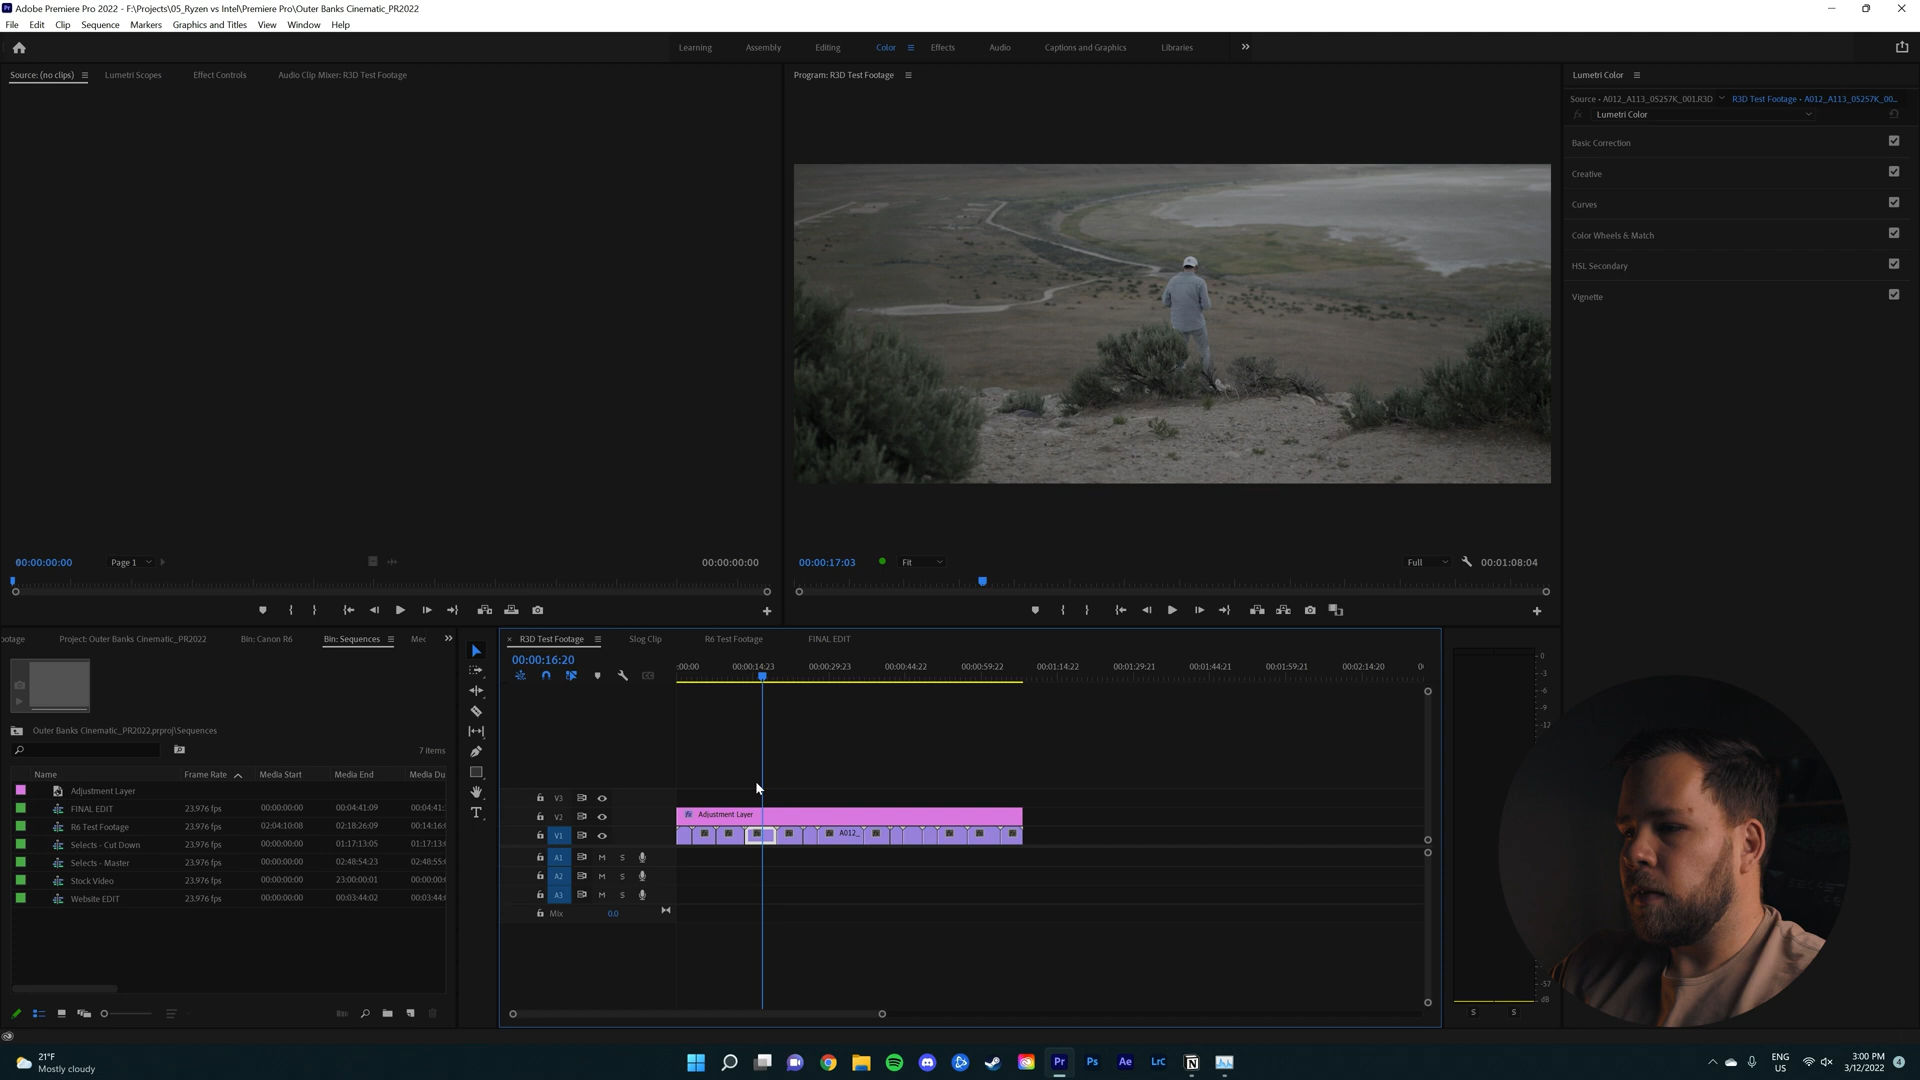 Adobe Premiere Pro 2022 - F:\Projects\05_Ryzen vs Intel\Premiere Pro\Outer Banks Cinematic_PR2022
File Edit Clip Sequence Markers Graphics and Titles View Window Help
Learning Assembly Editing Color Effects Audio Captions and Graphics Libraries
Source: (no clips) Lumetri Scopes Effect Controls Audio Clip Mixer: R3D Test Footage
Program: R3D Test Footage
Lumetri Color
Source • A012_A113_05257K_001.R3D R3D Test Footage • A012_A113_05257K_00...
fx Lumetri Color
Basic Correction
Creative
Curves
Color Wheels & Match
HSL Secondary
Vignette
00:00:00:00 Page 1 00:00:00:00
00:00:17:03 Fit Full 00:01:08:04
ootage Project: Outer Banks Cinematic_PR2022 Bin: Canon R6 Bin: Sequences Mec
Outer Banks Cinematic_PR2022.prproj\Sequences
7 Items
Name Frame Rate Media Start Media End Media Du
Adjustment Layer
FINAL EDIT 23.976 fps 00:00:00:00 00:04:41:09 00:04:41:
R6 Test Footage 23.976 fps 02:04:10:08 02:18:26:09 00:14:16:
Selects - Cut Down 23.976 fps 00:00:00:00 01:17:13:05 01:17:13:
Selects - Master 23.976 fps 00:00:00:00 02:48:54:23 02:48:55:
Stock Video 23.976 fps 00:00:00:00 23:00:00:01 00:00:00:
Website EDIT 23.976 fps 00:00:00:00 00:03:44:02 00:03:44:
R3D Test Footage Slog Clip R6 Test Footage FINAL EDIT
00:00:16:20
:00:00 00:00:14:23 00:00:29:23 00:00:44:22 00:00:59:22 00:01:14:22 00:01:29:21 00:01:44:21 00:01:59:21 00:02:14:20
V3
V2 fx Adjustment Layer
V1 A012_
A1 M S
A2 M S
A3 M S
Mix 0.0
0
-3
-6
-9
-12
-57
dB
S S
21°F
Mostly cloudy
Pr Ps Ae LrC
ENG
US
3:00 PM
3/12/2022
4